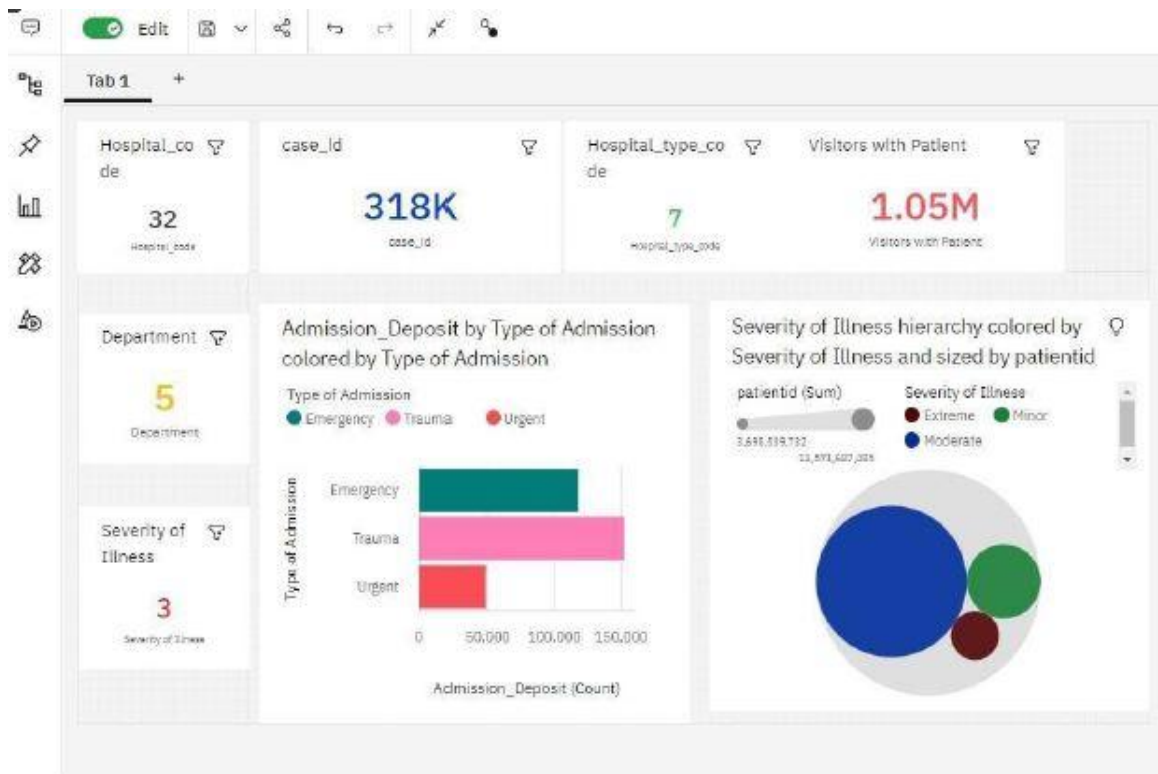 Edit
Tab 1 +
Hospital_co
de
32
Hospital_code
case_id
318K
case_id
Hospital_type_co
de
7
Hospital_type_code
Visitors with Patient
1.05M
Visitors with Patient
Department
5
Department
Severity of
Illness
3
Severity of Illness
Admission_Deposit by Type of Admission
colored by Type of Admission
Type of Admission
Emergency Trauma Urgent
Type of Admission
Emergency
Trauma
Urgent
0 50,000 100,000 150,000
Admission_Deposit (Count)
Severity of Illness hierarchy colored by
Severity of Illness and sized by patientid
patientid (Sum)
Severity of Illness
Extreme Minor
Moderate